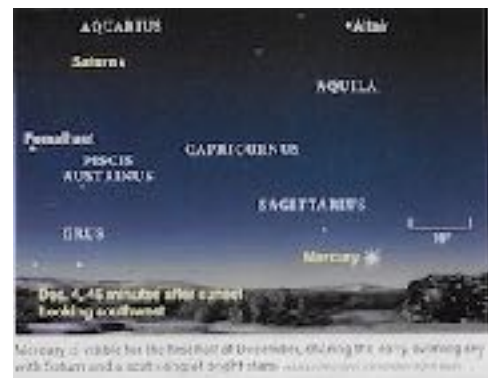 AQUARIUS
Altair
Saturn
AQUILA
Fomalhaut
PISCIS
AUSTRINUS
CAPRICORNUS
SAGITTARIUS
GRUS
10°
Mercury
Dec. 4, 45 minutes after sunset
Looking southwest
Mercury is visible for the first half of December, sharing the early evening sky
with Saturn and a scattering of bright stars.